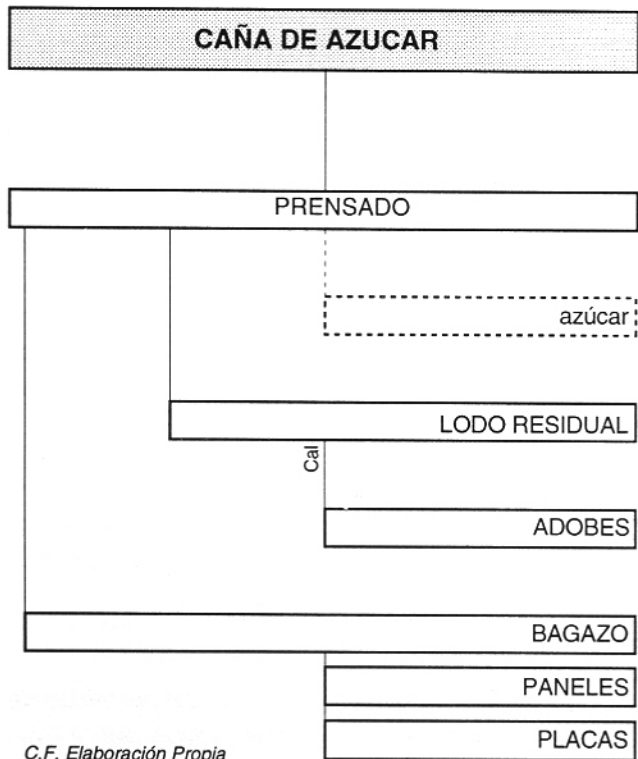 CAÑA DE AZUCAR
PRENSADO
azúcar
LODO RESIDUAL
Cal
ADOBES
BAGAZO
PANELES
PLACAS
C.F. Elaboración Propia